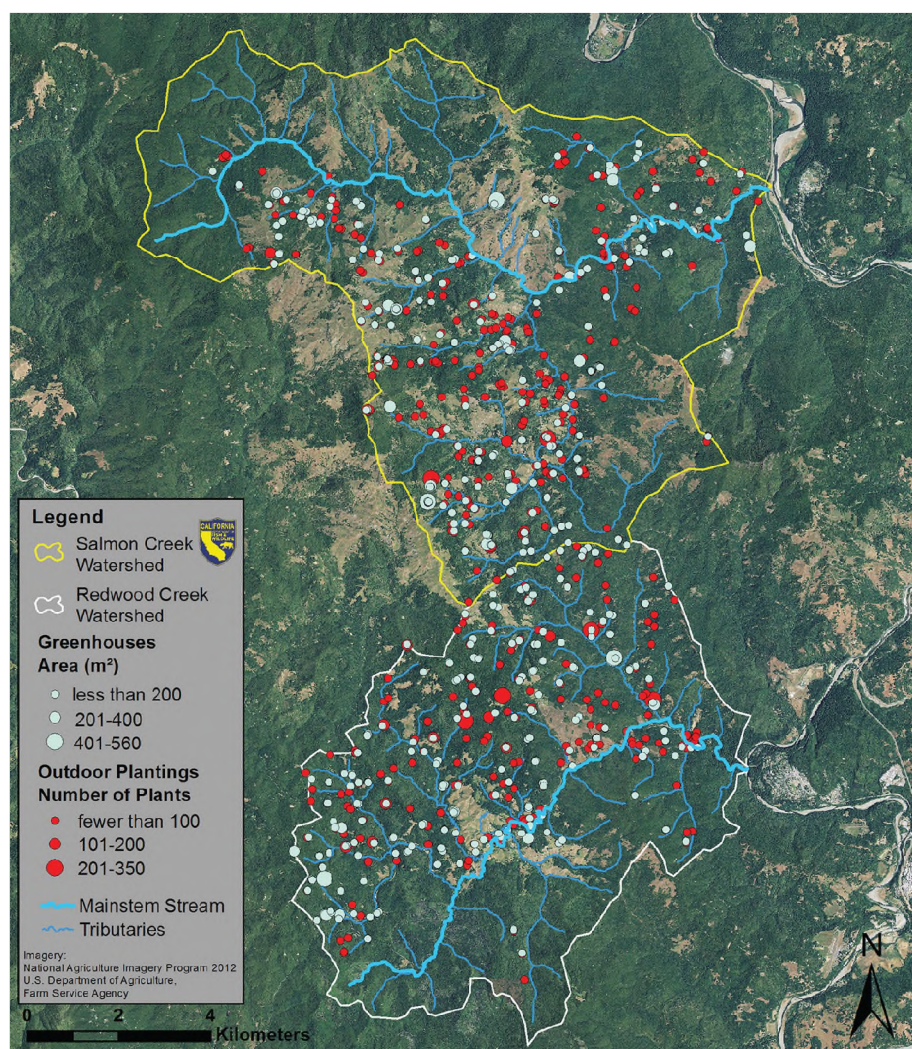 Legend
Salmon Creek
Watershed
Redwood Creek
Watershed
CALIFORNIA
Greenhouses
Area (m²)
less than 200
201-400
401-560
Outdoor Plantings
Number of Plants
fewer than 100
101-200
201-350
Mainstem Stream
Tributaries
Imagery:
National Agriculture Imagery Program 2012
U.S. Department of Agriculture,
Farm Service Agency
0 2 4
Kilometers
N